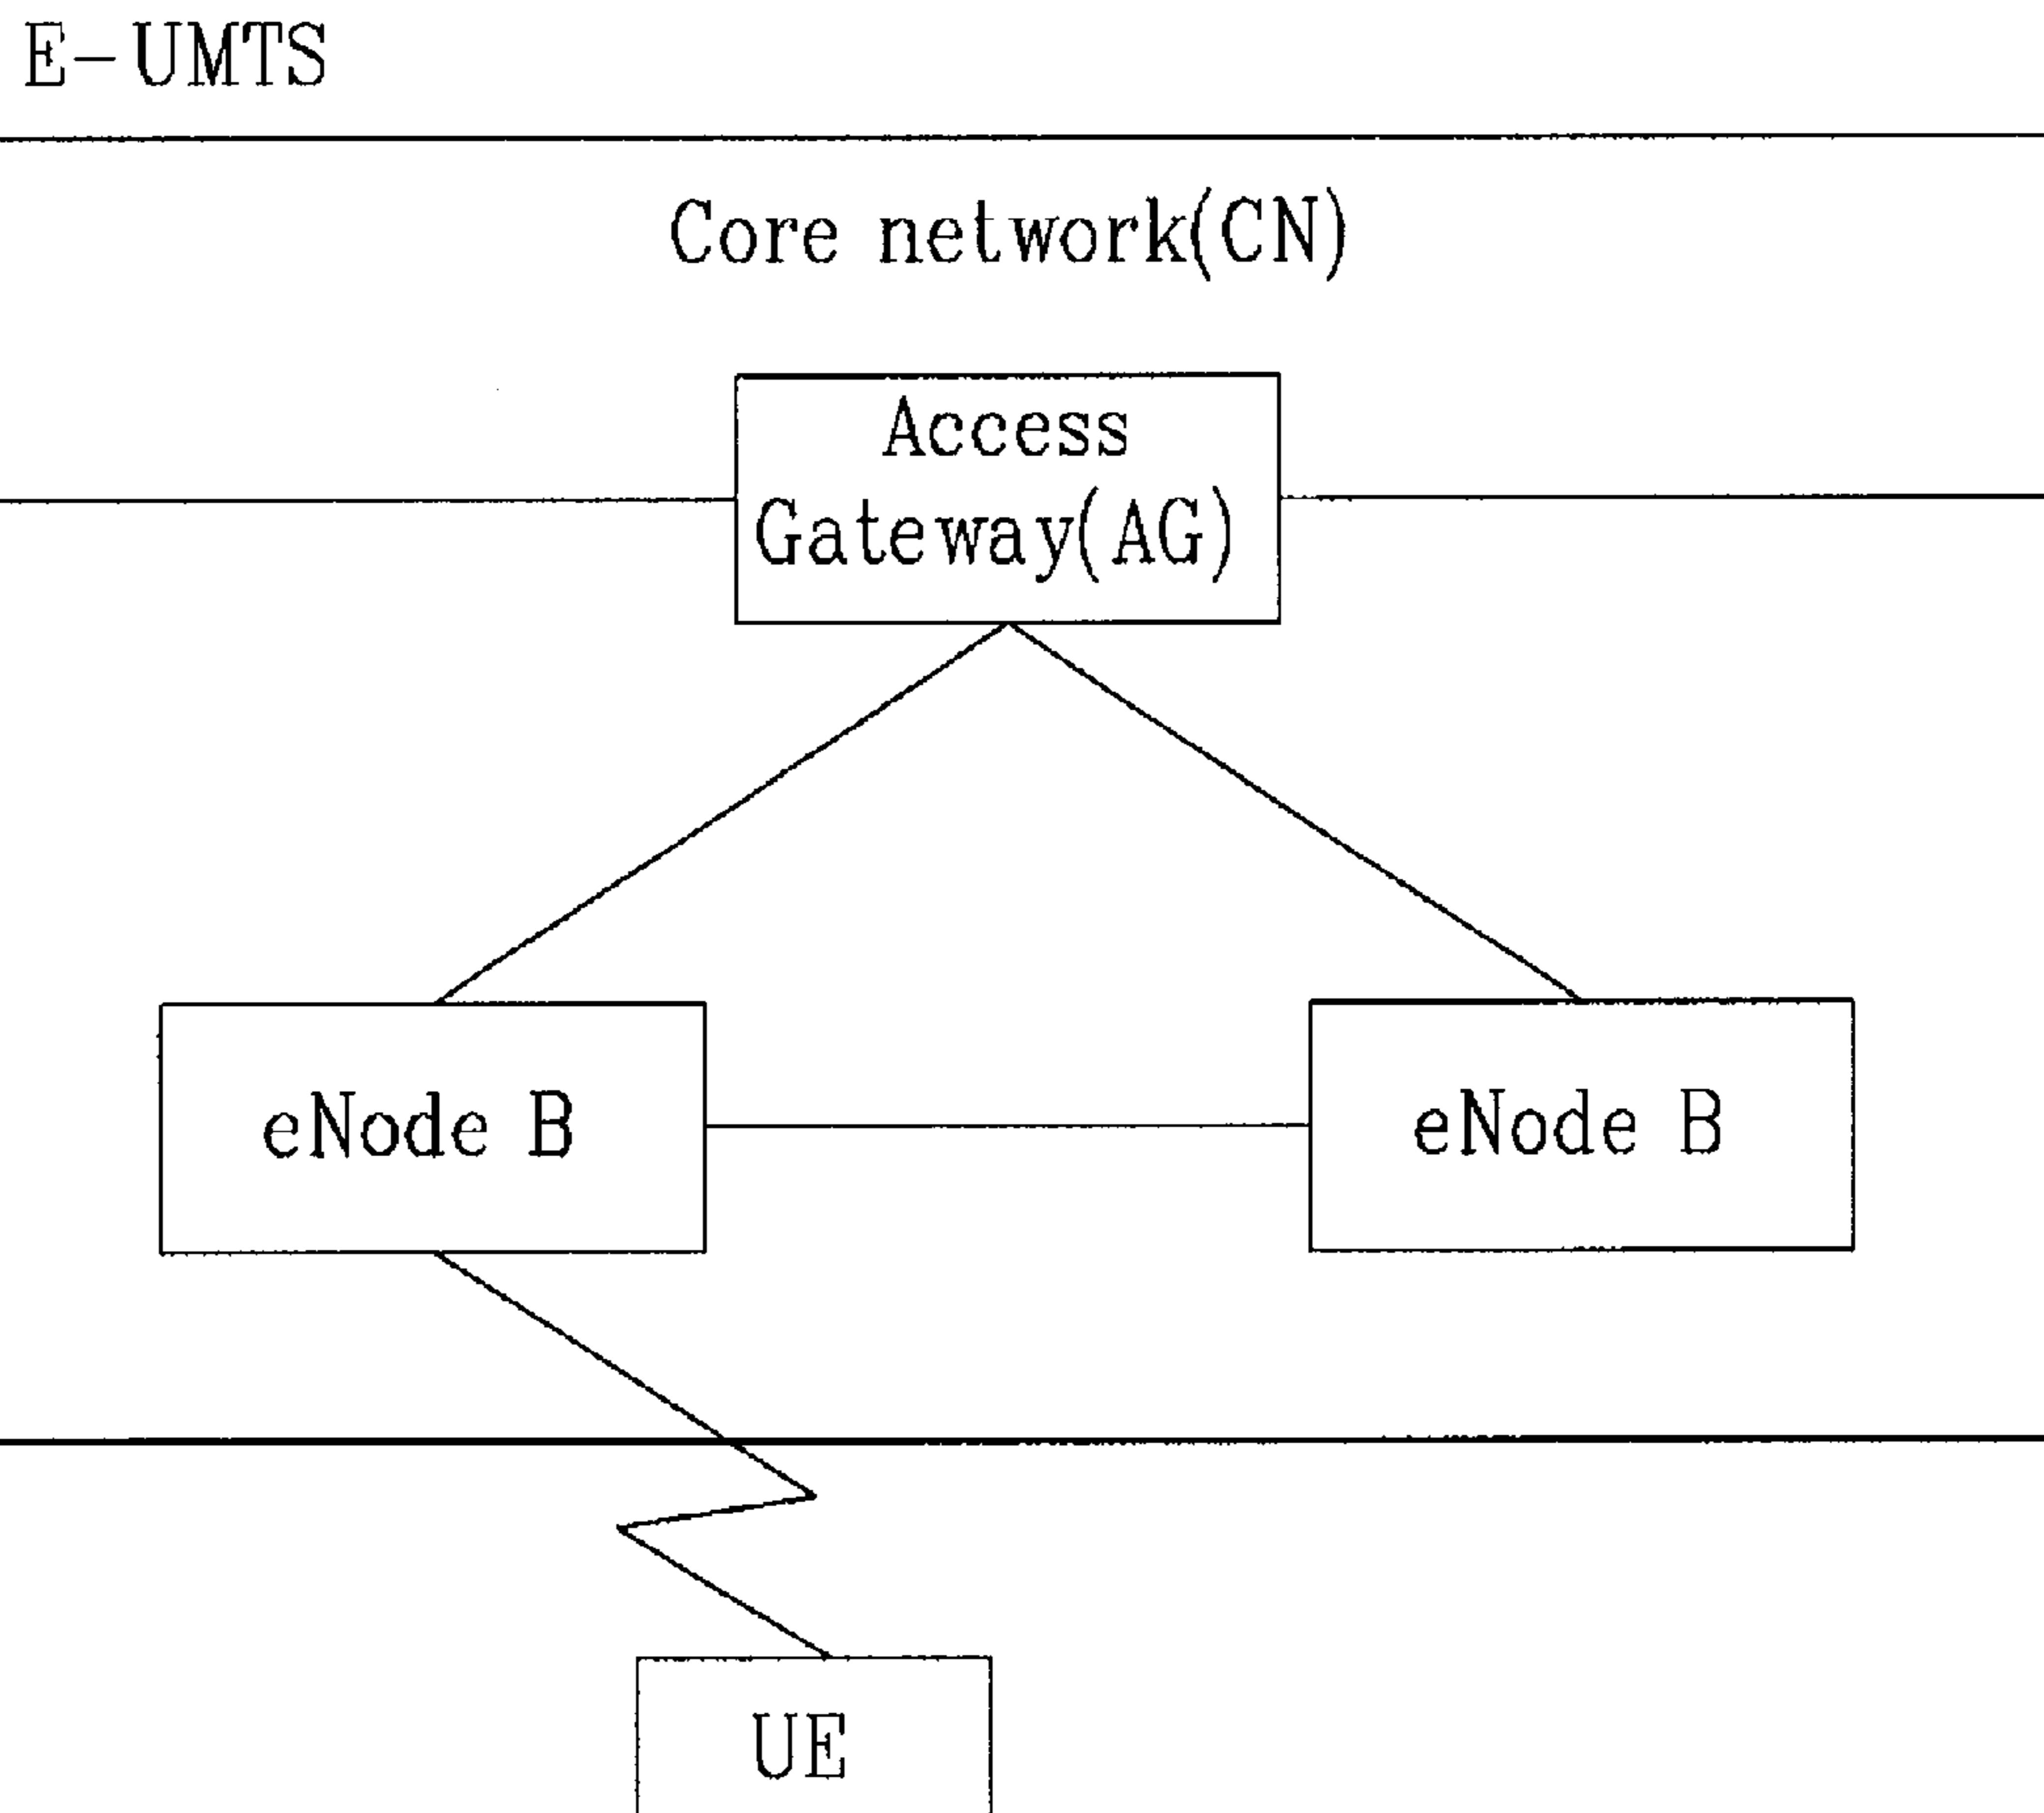 E-UMTS
Core network(CN)
Access
Gateway(AG)
eNode B
eNode B
UE